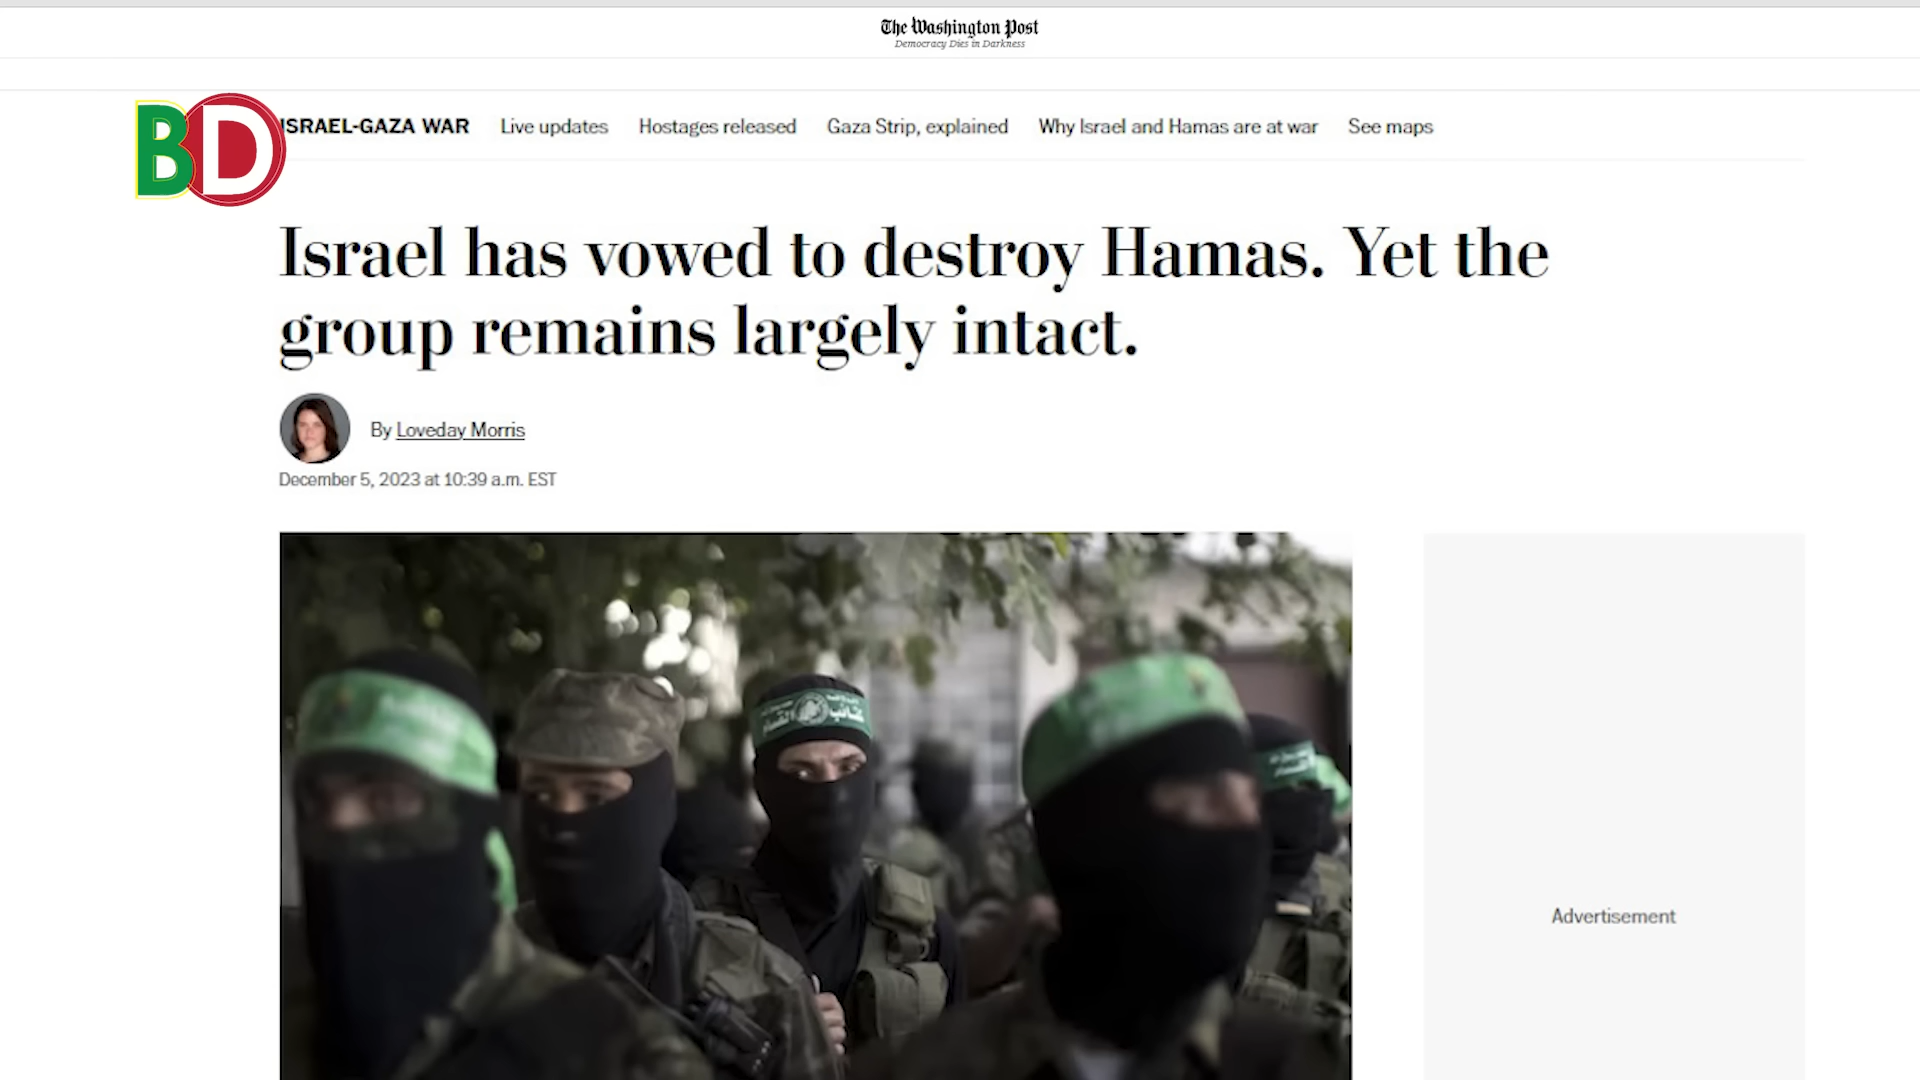 The Washington Post
Democracy Dies in Darkness
BD
ISRAEL-GAZA WAR Live updates Hostages released Gaza Strip, explained Why Israel and Hamas are at war See maps
Israel has vowed to destroy Hamas. Yet the
group remains largely intact.
By Loveday Morris
December 5, 2023 at 10:39 a.m. EST
كتائب القسام
Advertisement